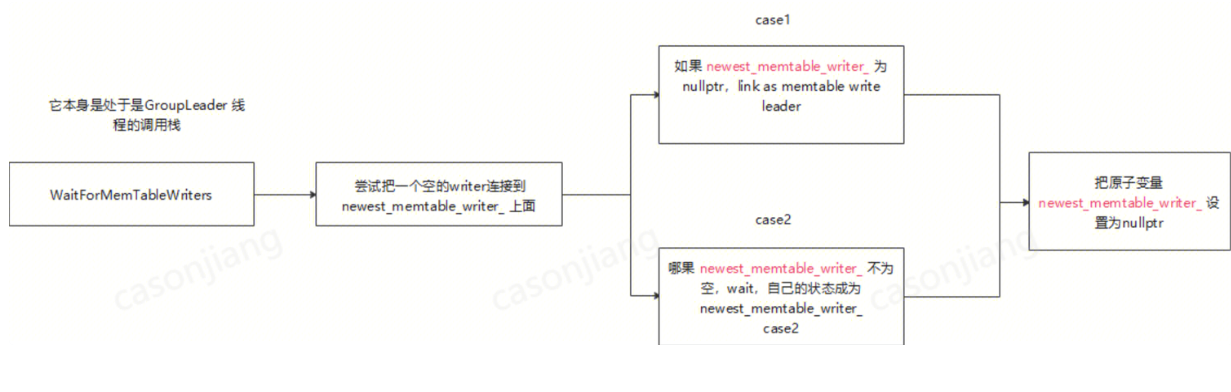 case1
如果 newest_memtable_writer_ 为
nullptr，link as memtable write
leader
它本身是处于是GroupLeader 线
程的调用栈
WaitForMemTableWriters
尝试把一个空的writer连接到
newest_memtable_writer_ 上面
把原子变量
newest_memtable_writer_ 设
置为nullptr
case2
哪果 newest_memtable_writer_ 不为
空，wait，自己的状态成为
newest_memtable_writer_
case2
casonjiang
casonjiang
casonjiang